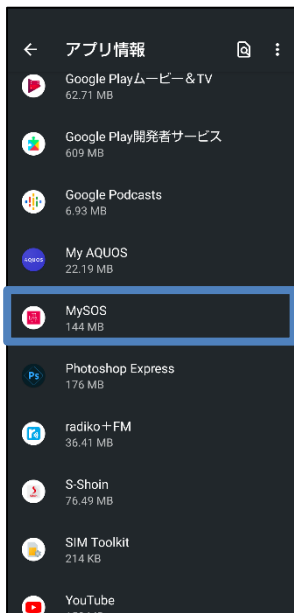 アプリ情報
Google Playムービー＆TV
62.71 MB
Google Play開発者サービス
609 MB
Google Podcasts
6.93 MB
AQUOS
My AQUOS
22.19 MB
MySOS
144 MB
Ps
Photoshop Express
176 MB
radiko＋FM
36.41 MB
S-Shoin
76.49 MB
SIM Toolkit
214 KB
YouTube